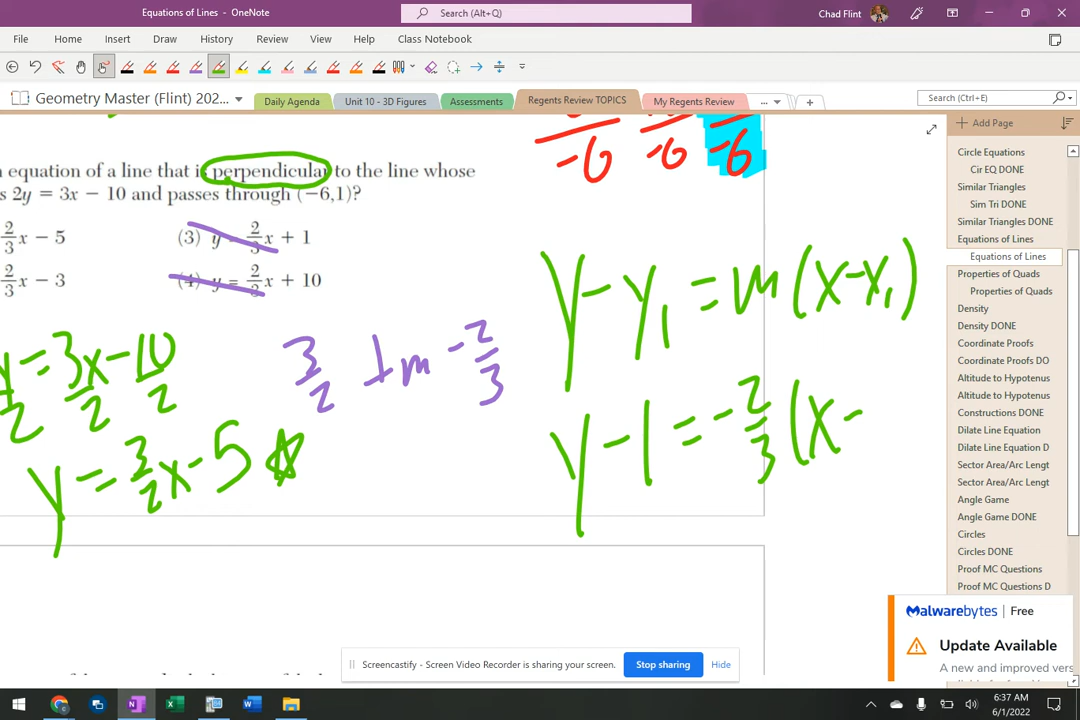 Equations of Lines - OneNote
Search (Alt+Q)
Chad Flint
File Home Insert Draw History Review View Help Class Notebook
Geometry Master (Flint) 202...
Daily Agenda
Unit 10 - 3D Figures
Assessments
Regents Review TOPICS
My Regents Review
...
Search (Ctrl+E)
Add Page
-6 -6 -6
equation of a line that is perpendicular to the line whose
s 2y = 3x − 10 and passes through (−6,1)?
2/3 x − 5
(3) y = 2/3 x + 1
2/3 x − 3
(4) y = 2/3 x + 10
y - y₁ = m(x-x₁)
y = 3x - 10
2 2 2
3/2 ⊥m -2/3
y - 1 = -2/3 (x -
y = 3/2 x - 5
Circle Equations
Cir EQ DONE
Similar Triangles
Sim Tri DONE
Similar Triangles DONE
Equations of Lines
Equations of Lines
Properties of Quads
Properties of Quads
Density
Density DONE
Coordinate Proofs
Coordinate Proofs DO
Altitude to Hypotenus
Altitude to Hypotenus
Constructions DONE
Dilate Line Equation
Dilate Line Equation D
Sector Area/Arc Lengt
Sector Area/Arc Lengt
Angle Game
Angle Game DONE
Circles
Circles DONE
Proof MC Questions
Proof MC Questions D
Malwarebytes | Free
Update Available
A new and improved vers
Screencastify - Screen Video Recorder is sharing your screen.
Stop sharing
Hide
6:37 AM
6/1/2022